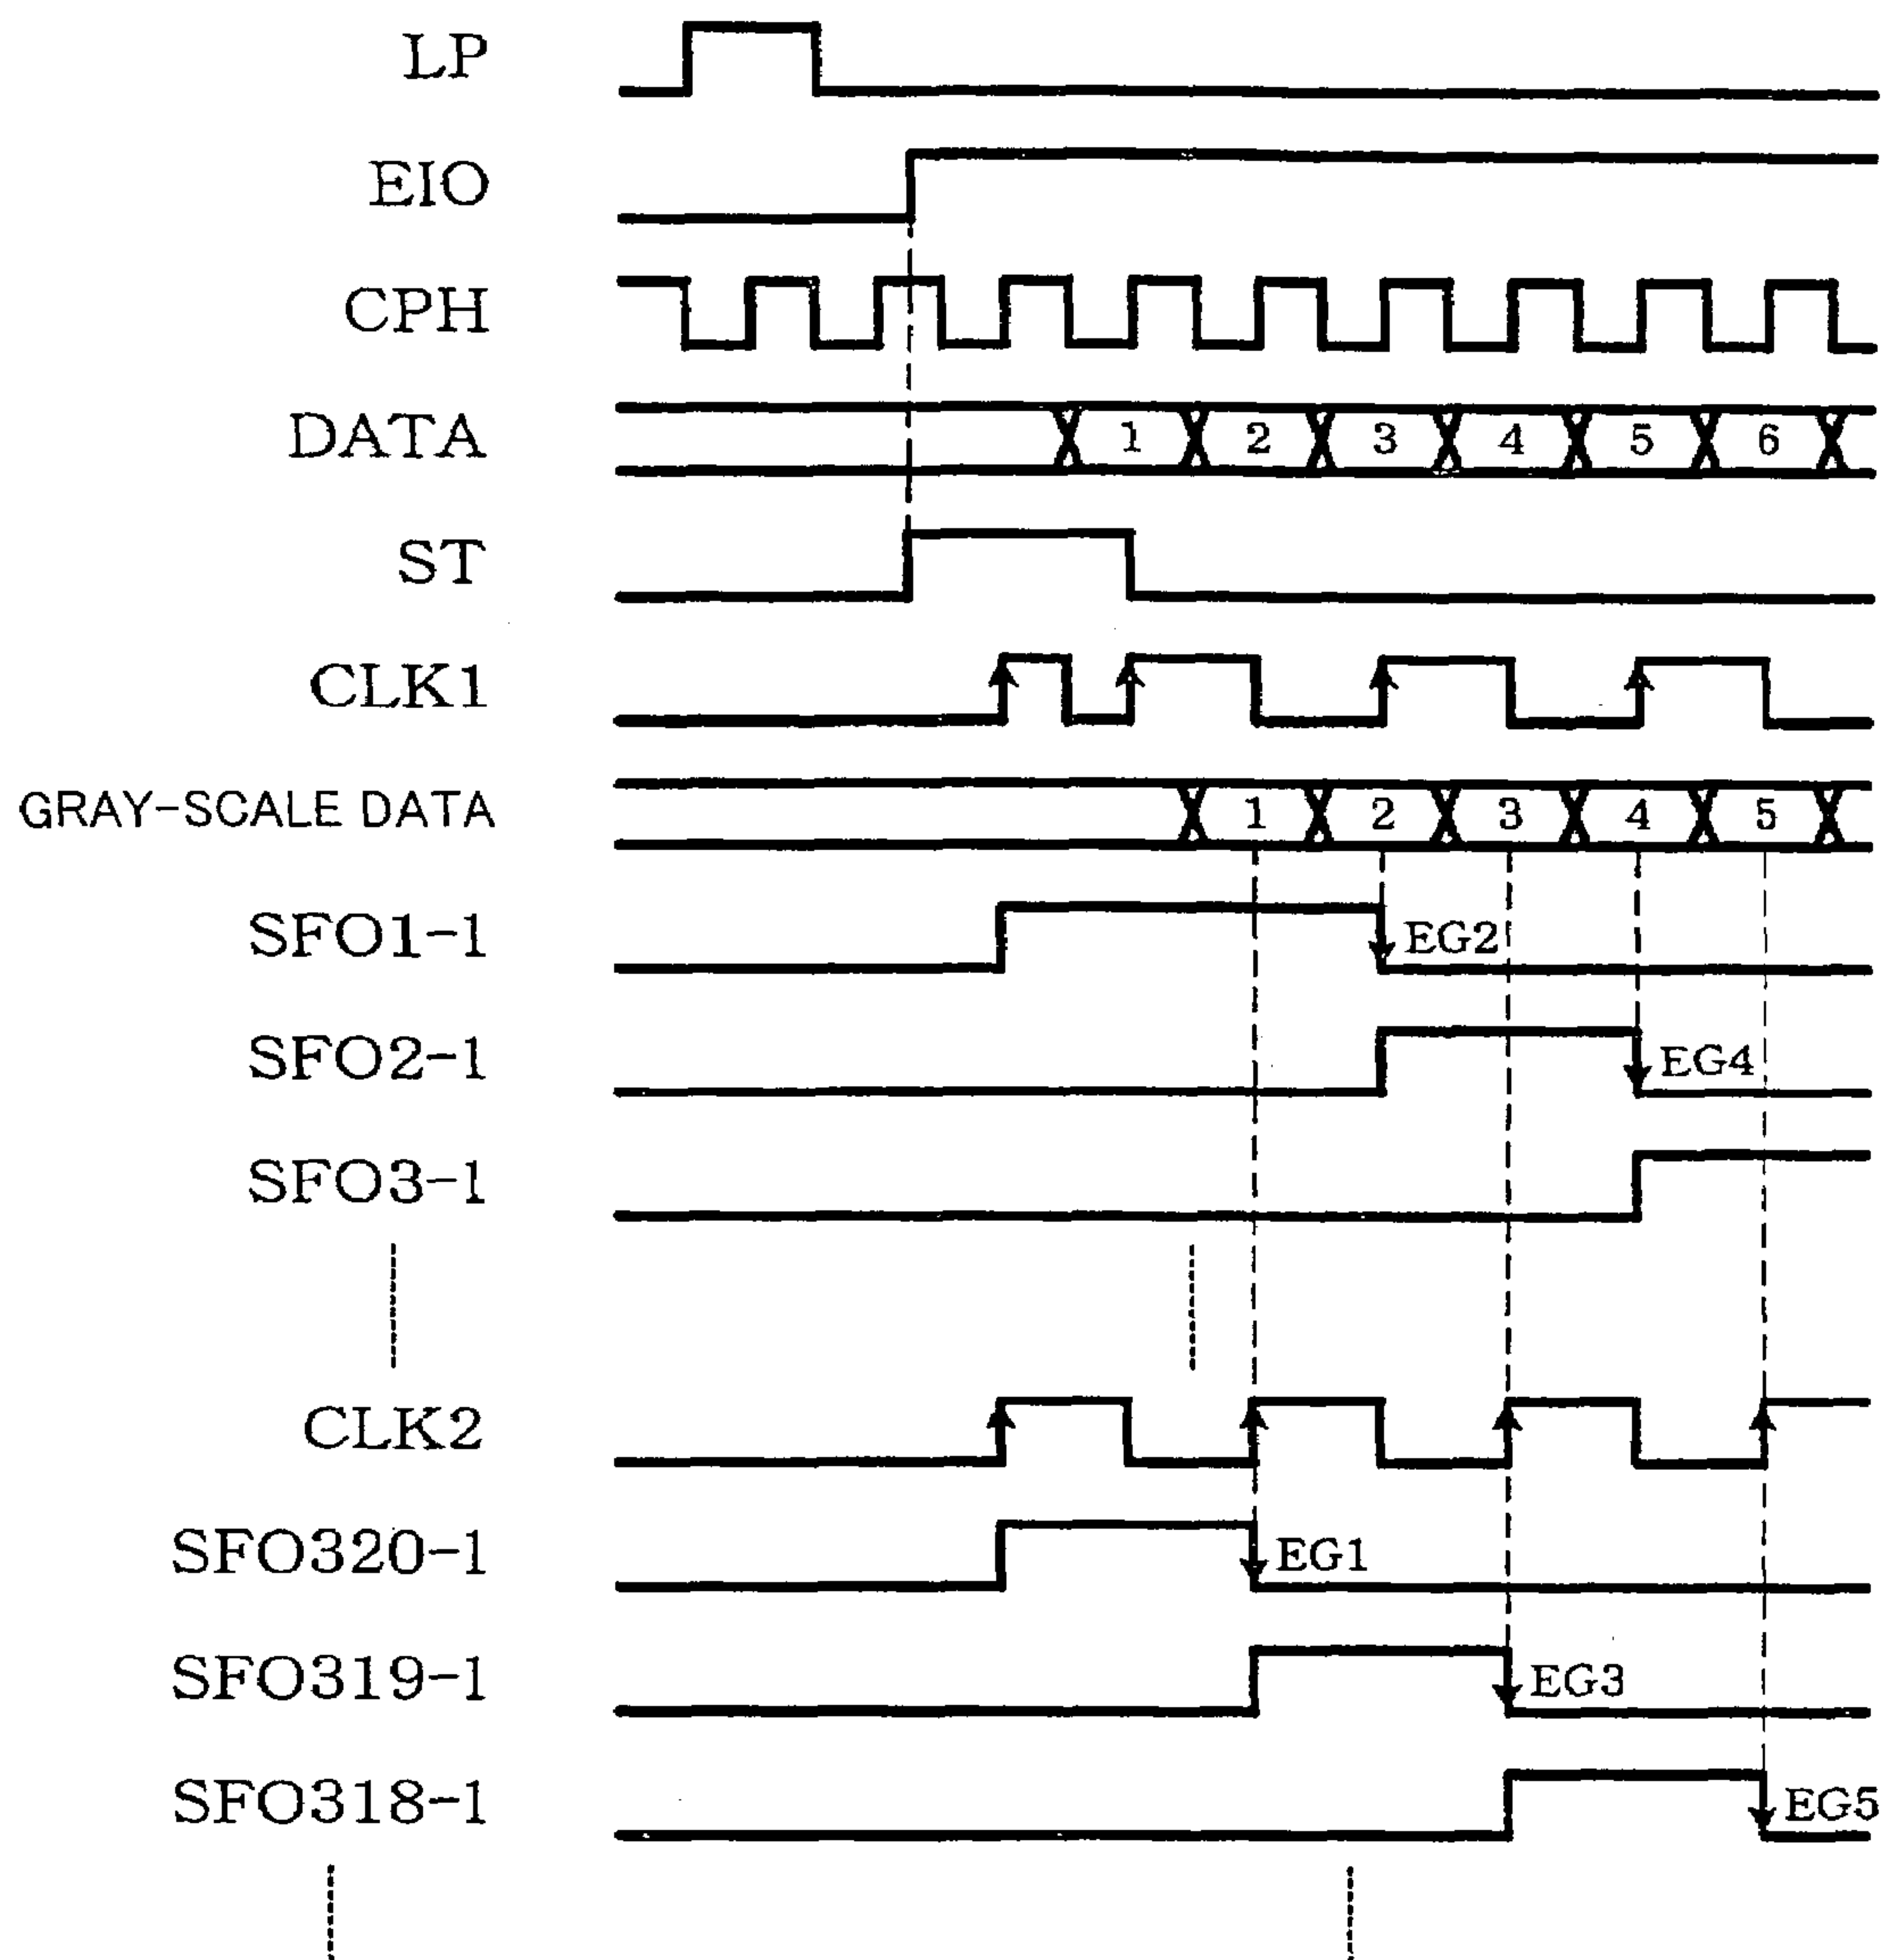 LP
EIO
CPH
DATA 1 2 3 4 5 6
ST
CLK1
GRAY-SCALE DATA 1 2 3 4 5
SFO1-1 EG2
SFO2-1 EG4
SFO3-1
CLK2
SFO320-1 EG1
SFO319-1 EG3
SFO318-1 EG5